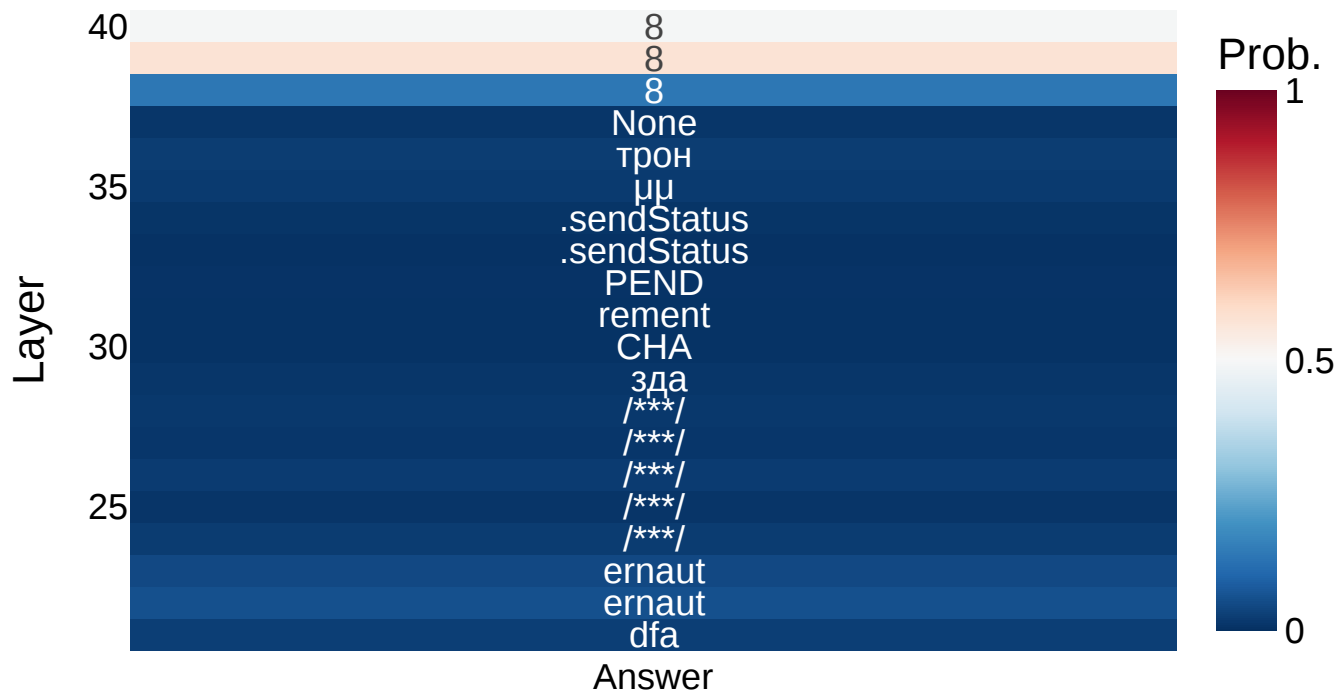 40
8
Prob.
8
1
8
None
трон
35
μμ
.sendStatus
.sendStatus
PEND
Layer
rement
30
CHA
0.5
зда
/***/
/***/
/***/
25
/***/
/***/
ernaut
ernaut
dfa
0
Answer